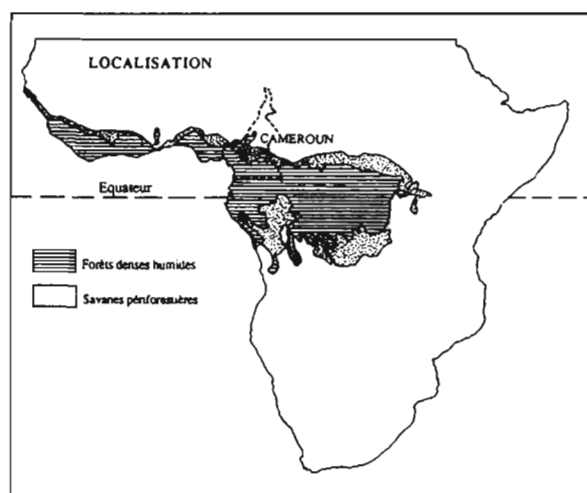 LOCALISATION
CAMEROUN
Equateur
Forêts denses humides
Savanes périforestières